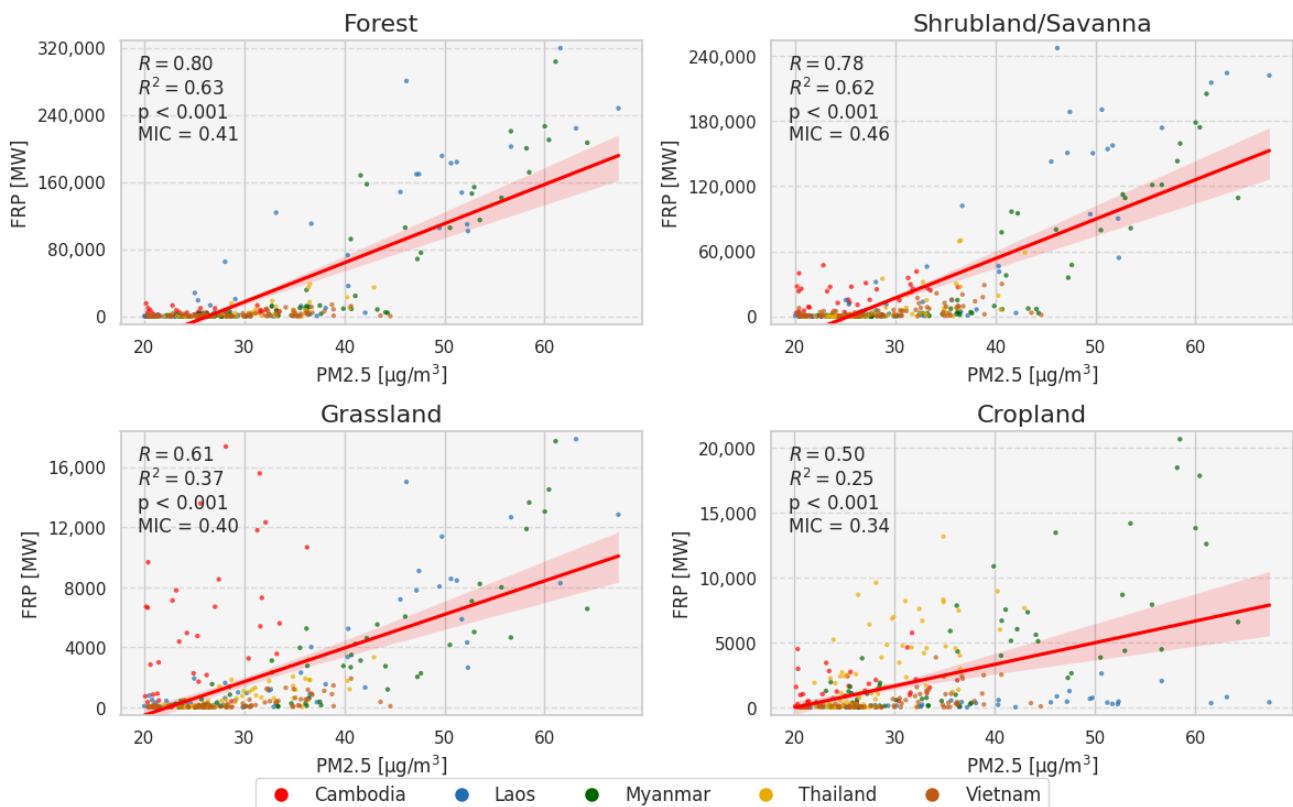 Forest
Shrubland/Savanna
320,000
240,000
160,000
80,000
0
FRP [MW]
R = 0.80
R² = 0.63
p < 0.001
MIC = 0.41
20 30 40 50 60
PM2.5 [µg/m³]
240,000
180,000
120,000
60,000
0
FRP [MW]
R = 0.78
R² = 0.62
p < 0.001
MIC = 0.46
20 30 40 50 60
PM2.5 [µg/m³]
Grassland
Cropland
16,000
12,000
8000
4000
0
FRP [MW]
R = 0.61
R² = 0.37
p < 0.001
MIC = 0.40
20 30 40 50 60
PM2.5 [µg/m³]
20,000
15,000
10,000
5000
0
FRP [MW]
R = 0.50
R² = 0.25
p < 0.001
MIC = 0.34
20 30 40 50 60
PM2.5 [µg/m³]
Cambodia Laos Myanmar Thailand Vietnam